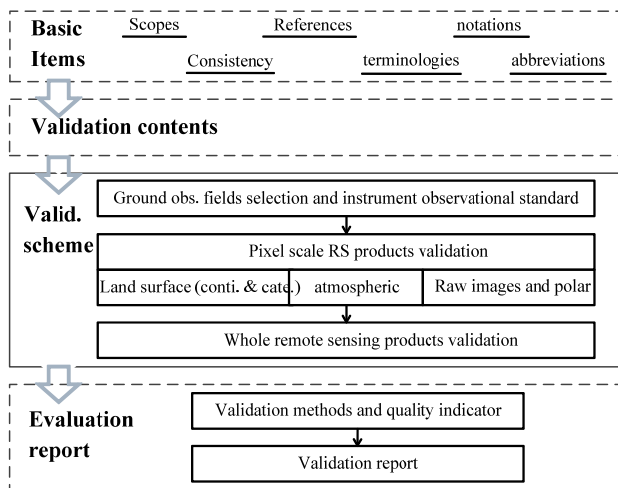 Basic
Items
Scopes
References
notations
Consistency
terminologies
abbreviations
Validation contents
Valid.
scheme
Ground obs. fields selection and instrument observational standard
Pixel scale RS products validation
Land surface (conti. & cate.)
atmospheric
Raw images and polar
Whole remote sensing products validation
Evaluation
report
Validation methods and quality indicator
Validation report